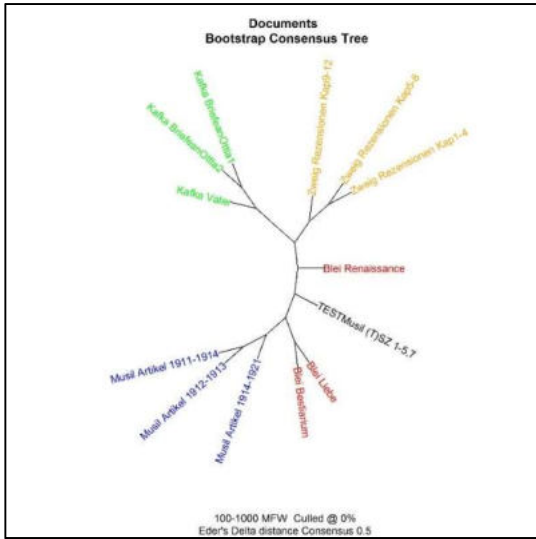 Documents
Bootstrap Consensus Tree
Kafka BriefeanOttla1
Kafka BriefeanOttla2
Kafka Vater
Zweig Rezensionen Kap9-12
Zweig Rezensionen Kap5-8
Zweig Rezensionen Kap1-4
Blei Renaissance
TESTMusil (T)SZ 1-5,7
Blei Liebe
Blei Bestiarium
Musil Artikel 1914-1921
Musil Artikel 1912-1913
Musil Artikel 1911-1914
100-1000 MFW Culled @ 0%
Eder's Delta distance Consensus 0.5